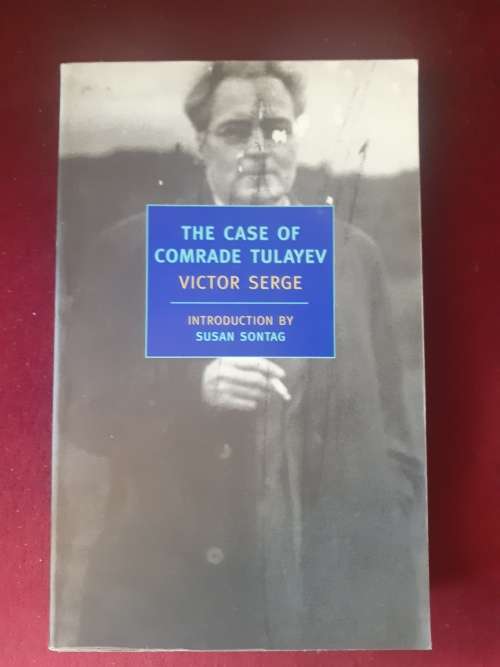 THE CASE OF
COMRADE TULAYEV
VICTOR SERGE
INTRODUCTION BY
SUSAN SONTAG